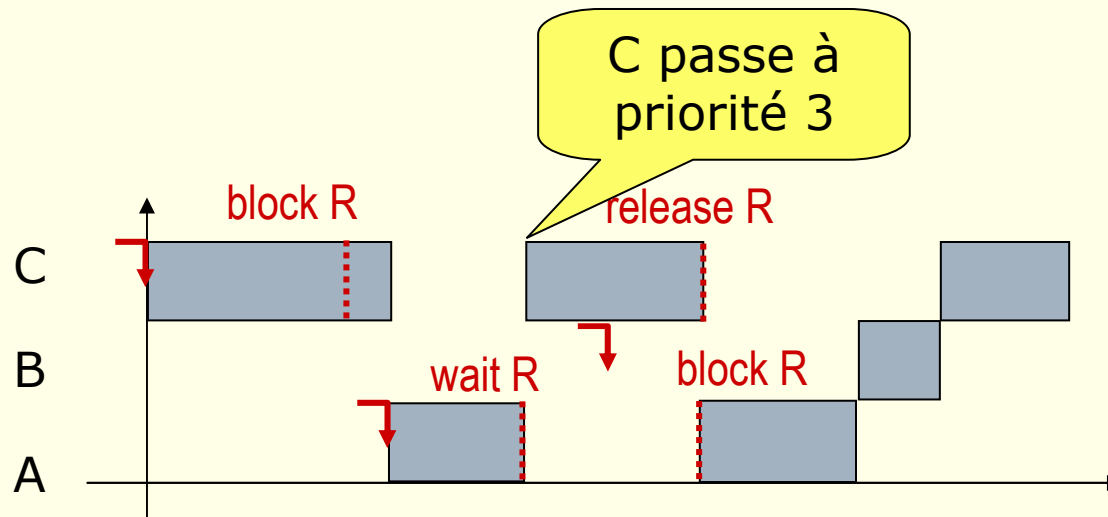 C passe à
priorité 3
block R
release R
C
B
wait R
block R
A